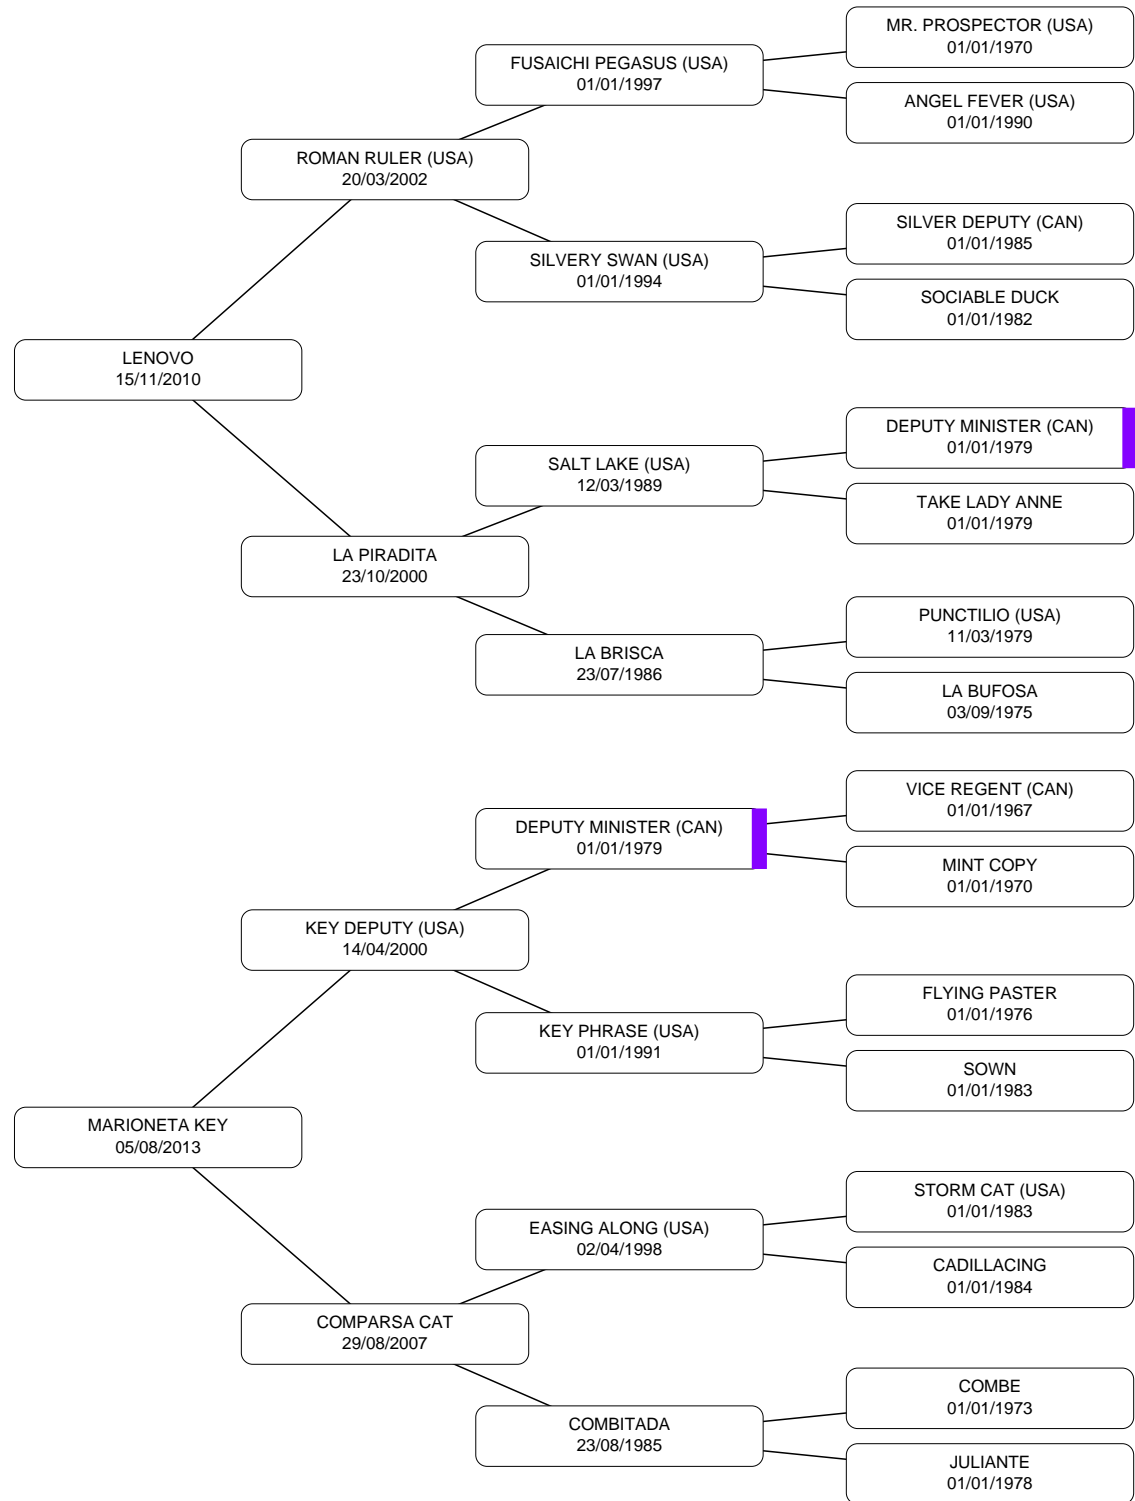 MR. PROSPECTOR (USA)
01/01/1970
FUSAICHI PEGASUS (USA)
01/01/1997
ANGEL FEVER (USA)
01/01/1990
ROMAN RULER (USA)
20/03/2002
SILVER DEPUTY (CAN)
01/01/1985
SILVERY SWAN (USA)
01/01/1994
SOCIABLE DUCK
01/01/1982
LENOVO
15/11/2010
DEPUTY MINISTER (CAN)
01/01/1979
SALT LAKE (USA)
12/03/1989
TAKE LADY ANNE
01/01/1979
LA PIRADITA
23/10/2000
PUNCTILIO (USA)
11/03/1979
LA BRISCA
23/07/1986
LA BUFOSA
03/09/1975
VICE REGENT (CAN)
01/01/1967
DEPUTY MINISTER (CAN)
01/01/1979
MINT COPY
01/01/1970
KEY DEPUTY (USA)
14/04/2000
FLYING PASTER
01/01/1976
KEY PHRASE (USA)
01/01/1991
SOWN
01/01/1983
MARIONETA KEY
05/08/2013
STORM CAT (USA)
01/01/1983
EASING ALONG (USA)
02/04/1998
CADILLACING
01/01/1984
COMPARSA CAT
29/08/2007
COMBE
01/01/1973
COMBITADA
23/08/1985
JULIANTE
01/01/1978